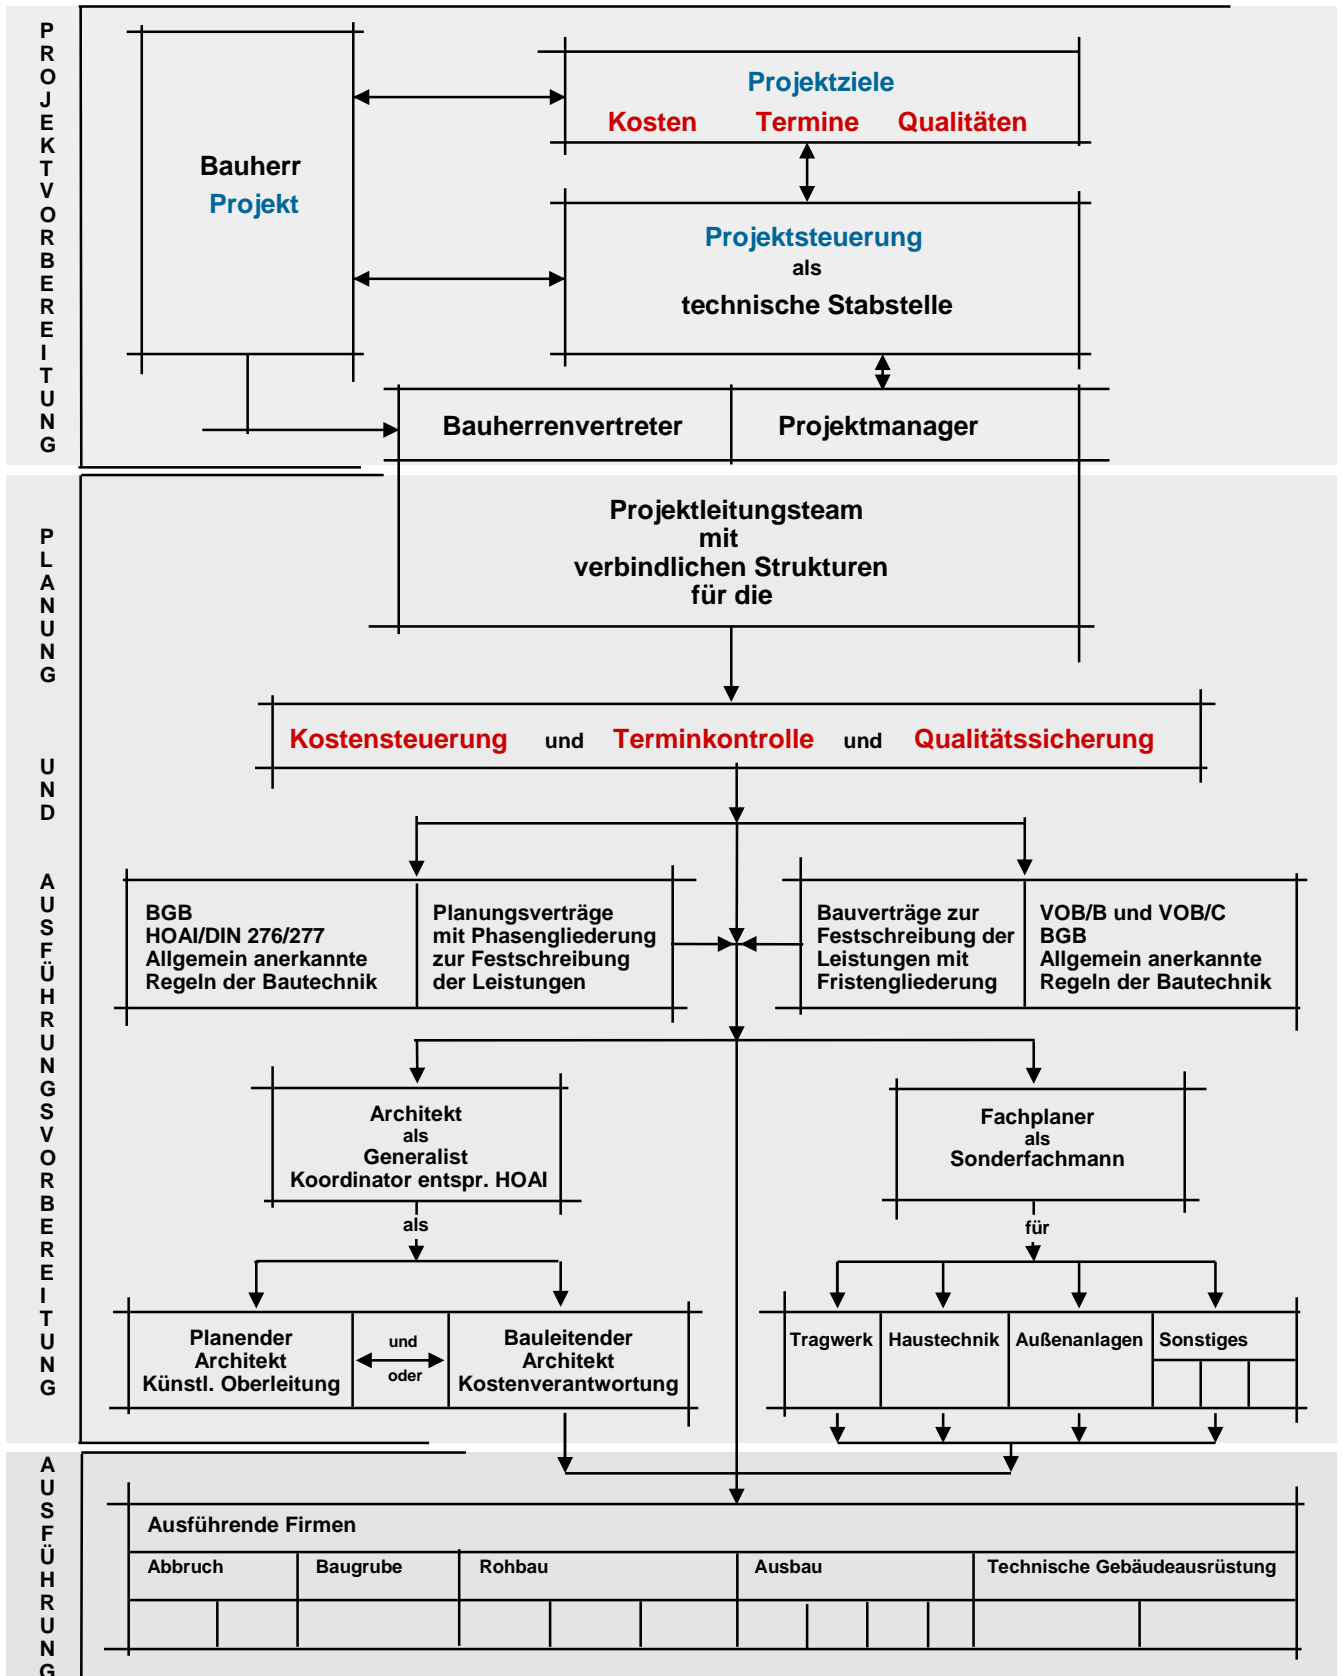 PROJEKTVORBEREITUNG
Projektziele
Kosten Termine Qualitäten
Bauherr
Projekt
Projektsteuerung
als
technische Stabstelle
Bauherrenvertreter Projektmanager
PLANUNG UND AUSFÜHRUNGSVORBEREITUNG
Projektleitungsteam
mit
verbindlichen Strukturen
für die
Kostensteuerung und Terminkontrolle und Qualitätssicherung
BGB
HOAI/DIN 276/277
Allgemein anerkannte
Regeln der Bautechnik
Planungsverträge
mit Phasengliederung
zur Festschreibung
der Leistungen
Bauverträge zur
Festschreibung der
Leistungen mit
Fristengliederung
VOB/B und VOB/C
BGB
Allgemein anerkannte
Regeln der Bautechnik
Architekt
als
Generalist
Koordinator entspr. HOAI
als
Fachplaner
als
Sonderfachmann
für
Planender
Architekt
Künstl. Oberleitung
und
oder
Bauleitender
Architekt
Kostenverantwortung
Tragwerk Haustechnik Außenanlagen Sonstiges
AUSFÜHRUNG
Ausführende Firmen
Abbruch Baugrube Rohbau Ausbau Technische Gebäudeausrüstung